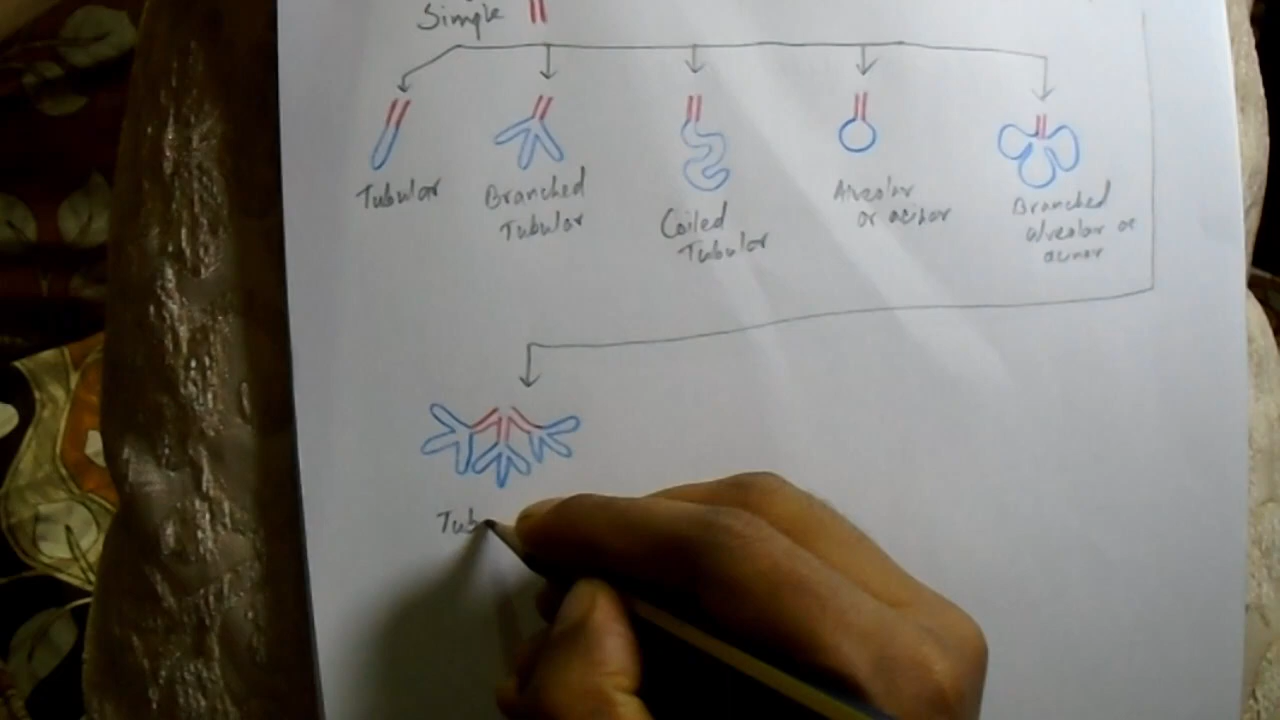 Simple
Tubular
Branched
Tubular
Coiled
Tubular
Alveolar
or acinar
Branched
alveolar or
acinar
Tub